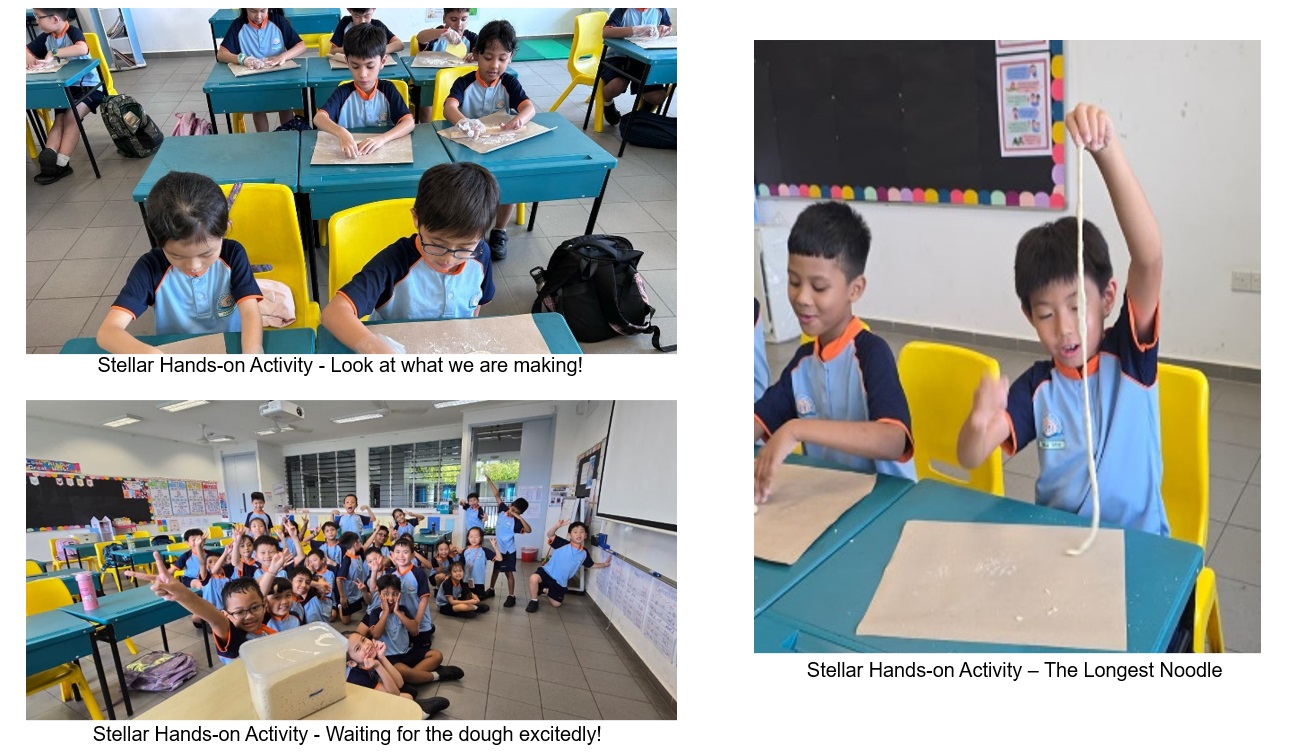 Stellar Hands-on Activity - Look at what we are making!
Stellar Hands-on Activity - Waiting for the dough excitedly!
Stellar Hands-on Activity – The Longest Noodle